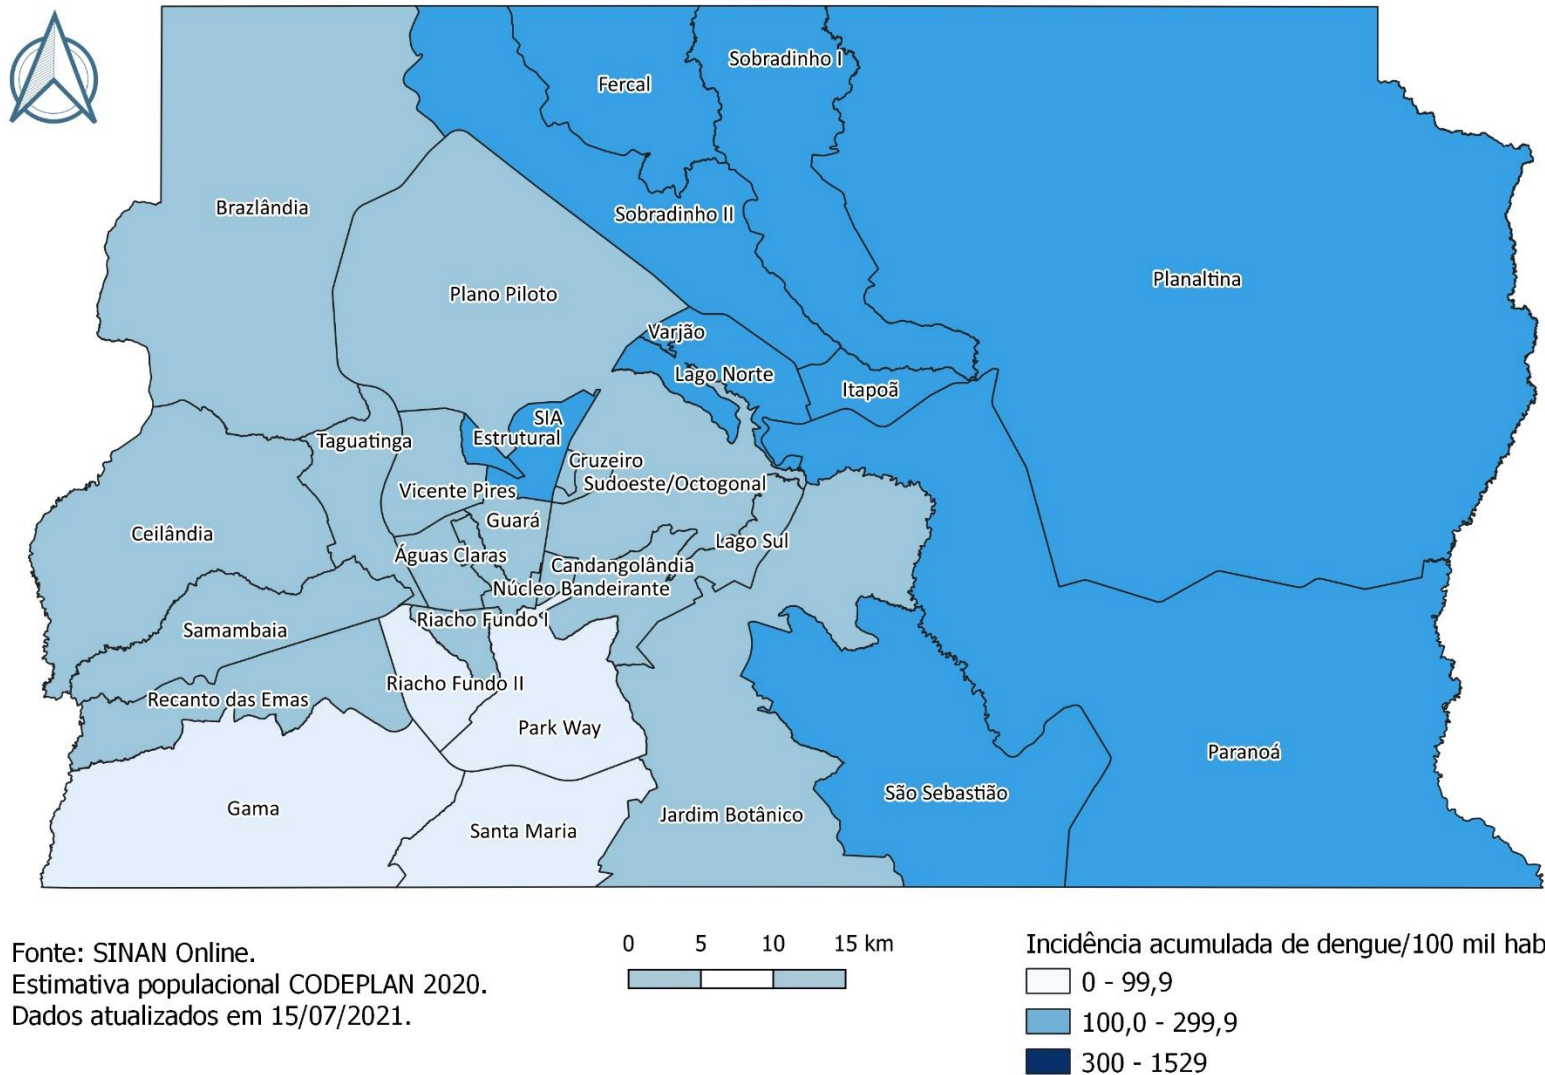 Sobradinho I
Fercal
Brazlândia
Sobradinho II
Planaltina
Plano Piloto
Varjão
Lago Norte
Itapoã
SIA
Estrutural
Taguatinga
Cruzeiro
Sudoeste/Octogonal
Vicente Pires
Guará
Ceilândia
Lago Sul
Águas Claras
Candangolândia
Núcleo Bandeirante
Riacho Fundo I
Samambaia
Riacho Fundo II
Recanto das Emas
Park Way
Paranoá
São Sebastião
Gama
Jardim Botânico
Santa Maria
Fonte: SINAN Online.
Estimativa populacional CODEPLAN 2020.
Dados atualizados em 15/07/2021.
0 5 10 15 km
Incidência acumulada de dengue/100 mil hab
0 - 99,9
100,0 - 299,9
300 - 1529